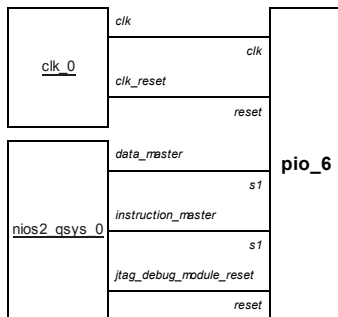 clk
clk
clk_0
clk_reset
reset
data_master
pio_6
s1
instruction_master
nios2_qsys_0
s1
jtag_debug_module_reset
reset